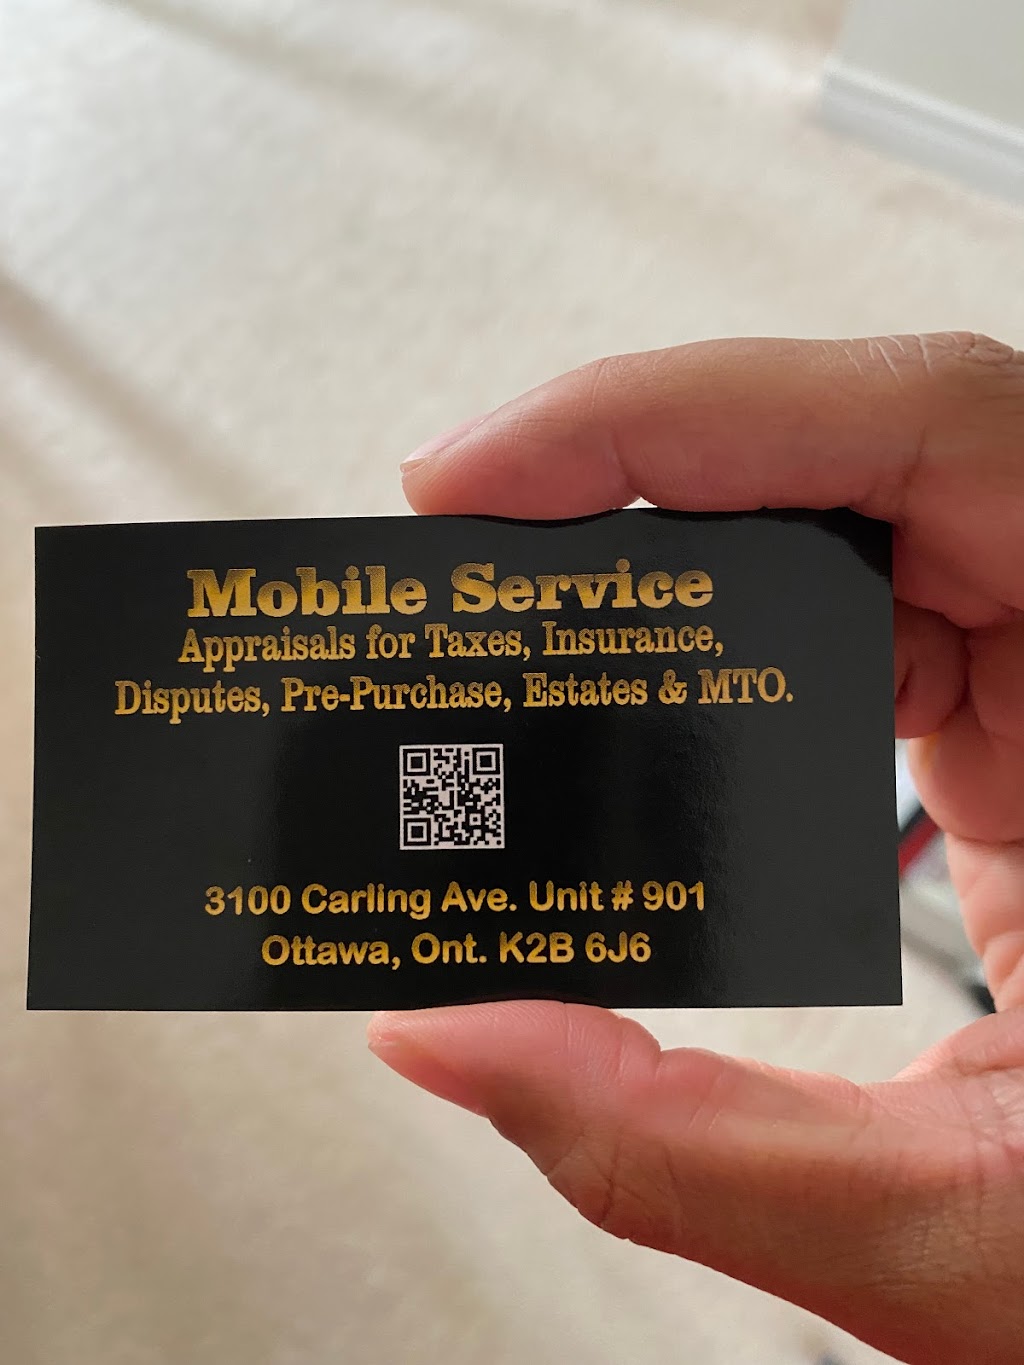 Mobile Service
Appraisals for Taxes, Insurance,
Disputes, Pre-Purchase, Estates & MTO.
3100 Carling Ave. Unit # 901
Ottawa, Ont. K2B 6J6